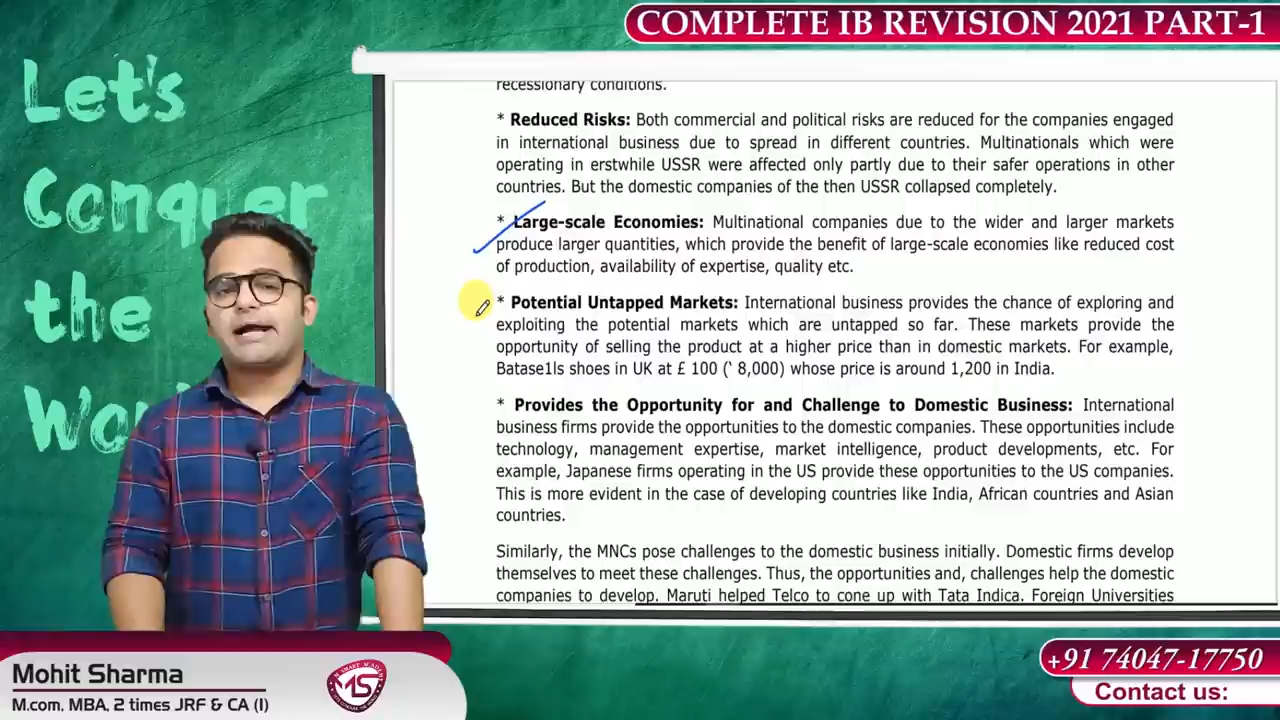 COMPLETE IB REVISION 2021 PART-1
Let's
Conquer
the
recessionary conditions.
* Reduced Risks: Both commercial and political risks are reduced for the companies engaged
in international business due to spread in different countries. Multinationals which were
operating in erstwhile USSR were affected only partly due to their safer operations in other
countries. But the domestic companies of the then USSR collapsed completely.
* Large-scale Economies: Multinational companies due to the wider and larger markets
produce larger quantities, which provide the benefit of large-scale economies like reduced cost
of production, availability of expertise, quality etc.
* Potential Untapped Markets: International business provides the chance of exploring and
exploiting the potential markets which are untapped so far. These markets provide the
opportunity of selling the product at a higher price than in domestic markets. For example,
Batase1ls shoes in UK at £ 100 (‘ 8,000) whose price is around 1,200 in India.
* Provides the Opportunity for and Challenge to Domestic Business: International
business firms provide the opportunities to the domestic companies. These opportunities include
technology, management expertise, market intelligence, product developments, etc. For
example, Japanese firms operating in the US provide these opportunities to the US companies.
This is more evident in the case of developing countries like India, African countries and Asian
countries.
Similarly, the MNCs pose challenges to the domestic business initially. Domestic firms develop
themselves to meet these challenges. Thus, the opportunities and, challenges help the domestic
companies to develop. Maruti helped Telco to cone up with Tata Indica. Foreign Universities
Mohit Sharma
M.com, MBA, 2 times JRF & CA (I)
MS
+91 74047-17750
Contact us: